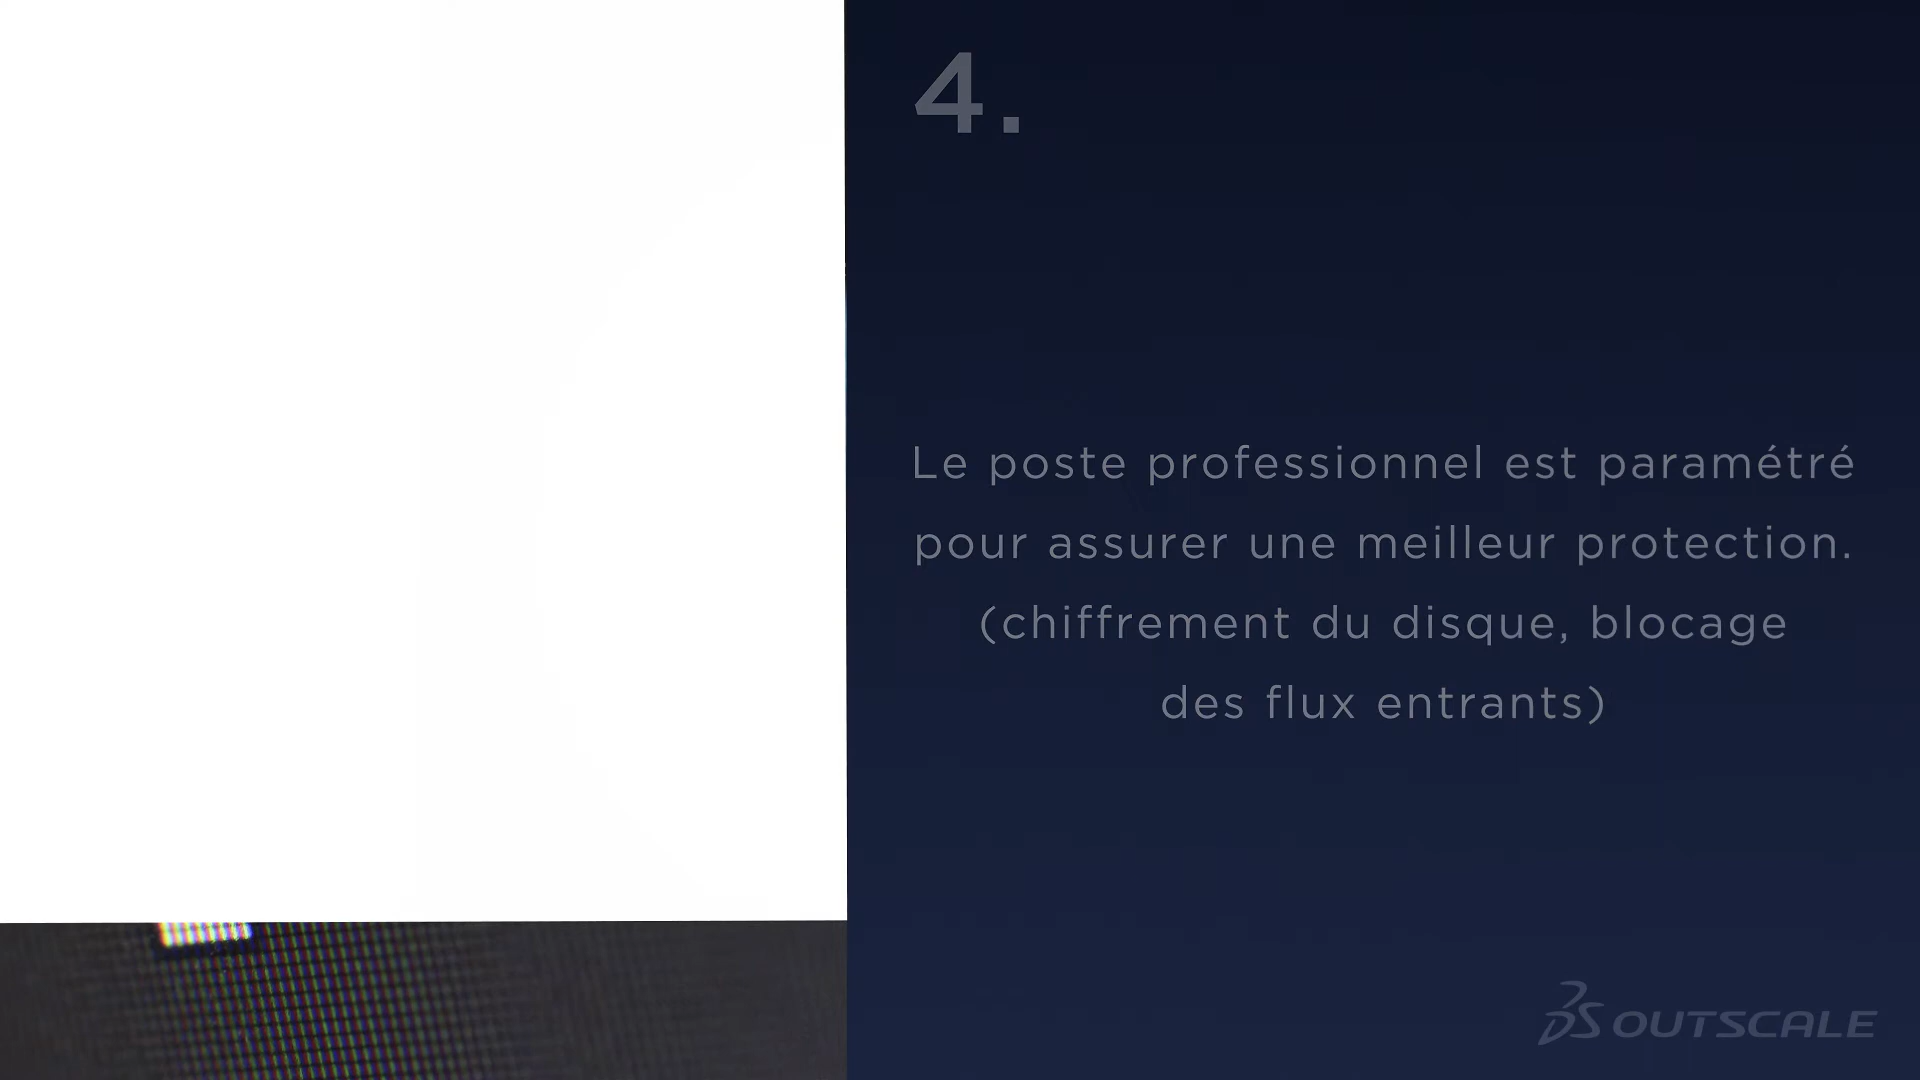 4.
Le poste professionnel est paramétré
pour assurer une meilleur protection.
(chiffrement du disque, blocage
des flux entrants)
3DS OUTSCALE